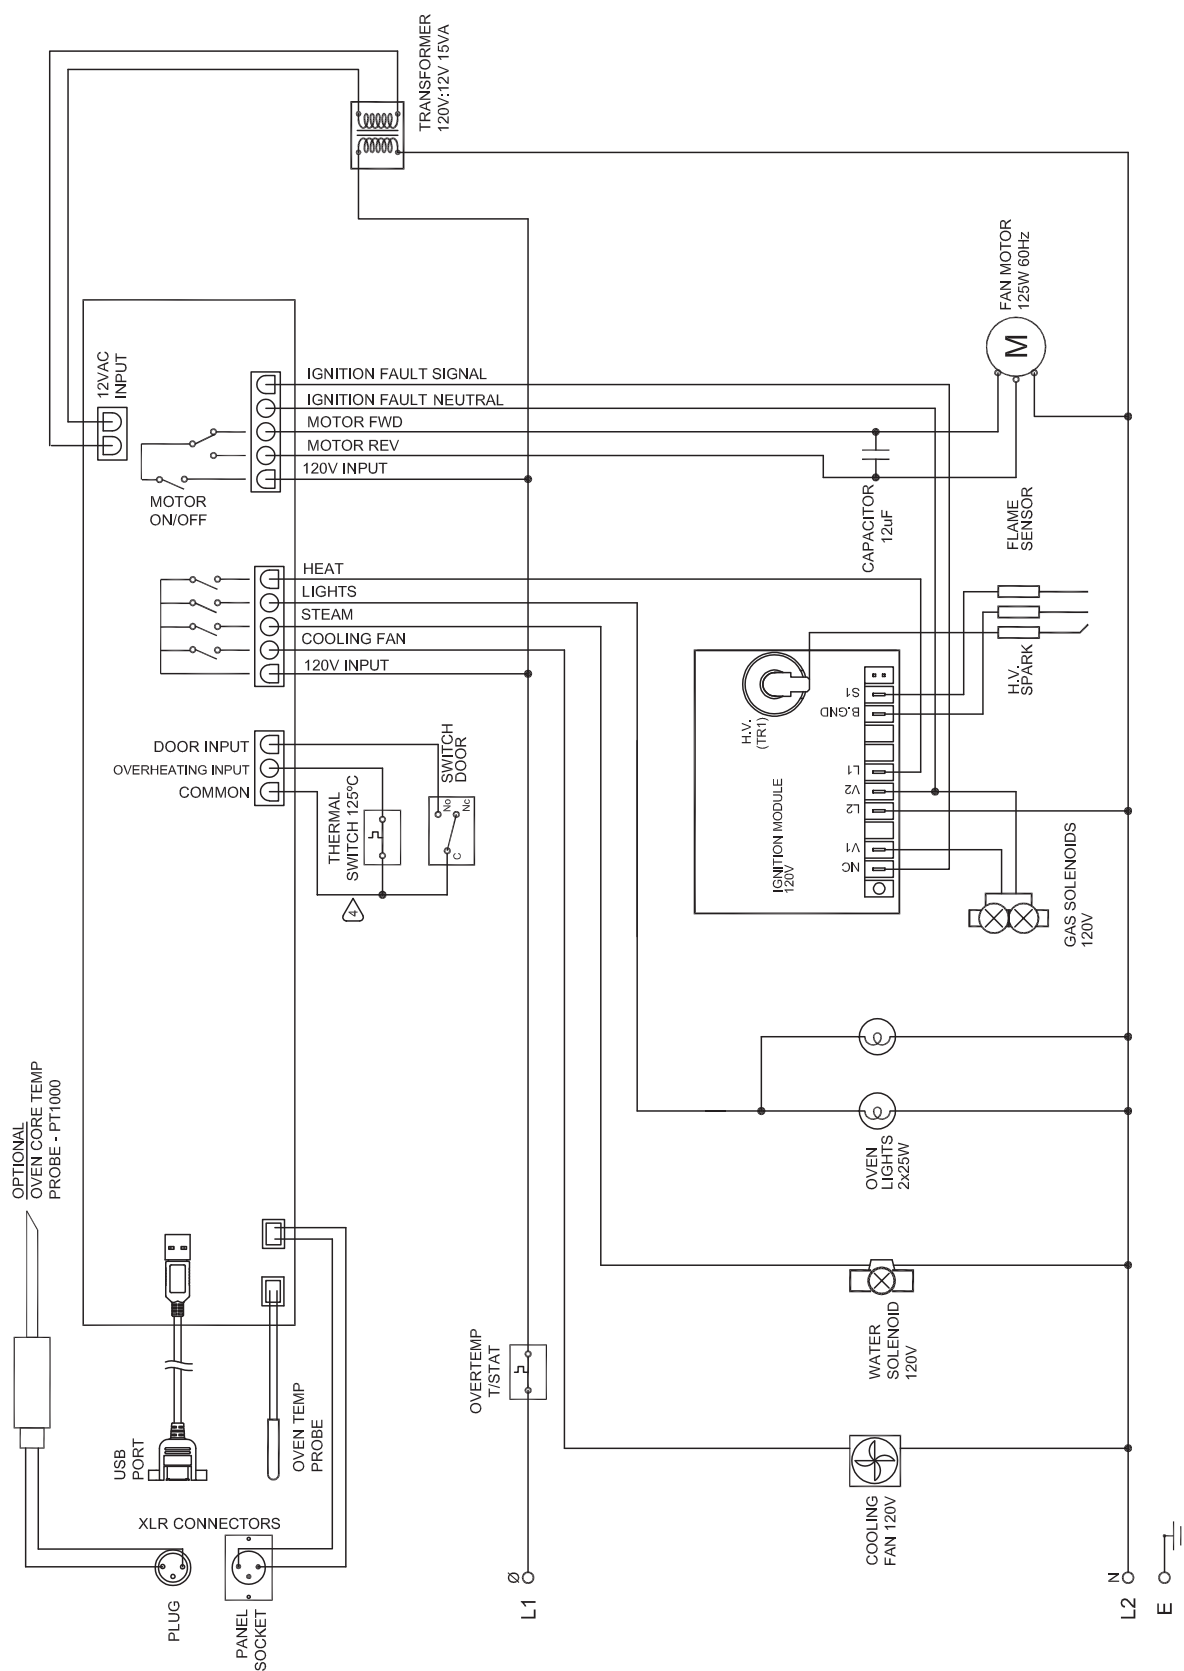 TRANSFORMER
120V:12V 15VA
12VAC
INPUT
IGNITION FAULT SIGNAL
IGNITION FAULT NEUTRAL
MOTOR FWD
MOTOR REV
120V INPUT
MOTOR
ON/OFF
FAN MOTOR
125W 60Hz
M
CAPACITOR
12uF
FLAME
SENSOR
HEAT
LIGHTS
STEAM
COOLING FAN
120V INPUT
H.V.
SPARK
H.V.
(TR1)
S1
B.GND
L1
V2
L2
V1
NC
IGNITION MODULE
120V
DOOR INPUT
OVERHEATING INPUT
COMMON
SWITCH
DOOR
No
Nc
C
THERMAL
SWITCH 125ºC
4
GAS SOLENOIDS
120V
OPTIONAL
OVEN CORE TEMP
PROBE - PT1000
OVEN
LIGHTS
2x25W
WATER
SOLENOID
120V
OVERTEMP
T/STAT
USB
PORT
OVEN TEMP
PROBE
XLR CONNECTORS
COOLING
FAN 120V
PLUG
PANEL
SOCKET
Ø
L1
N
L2
E